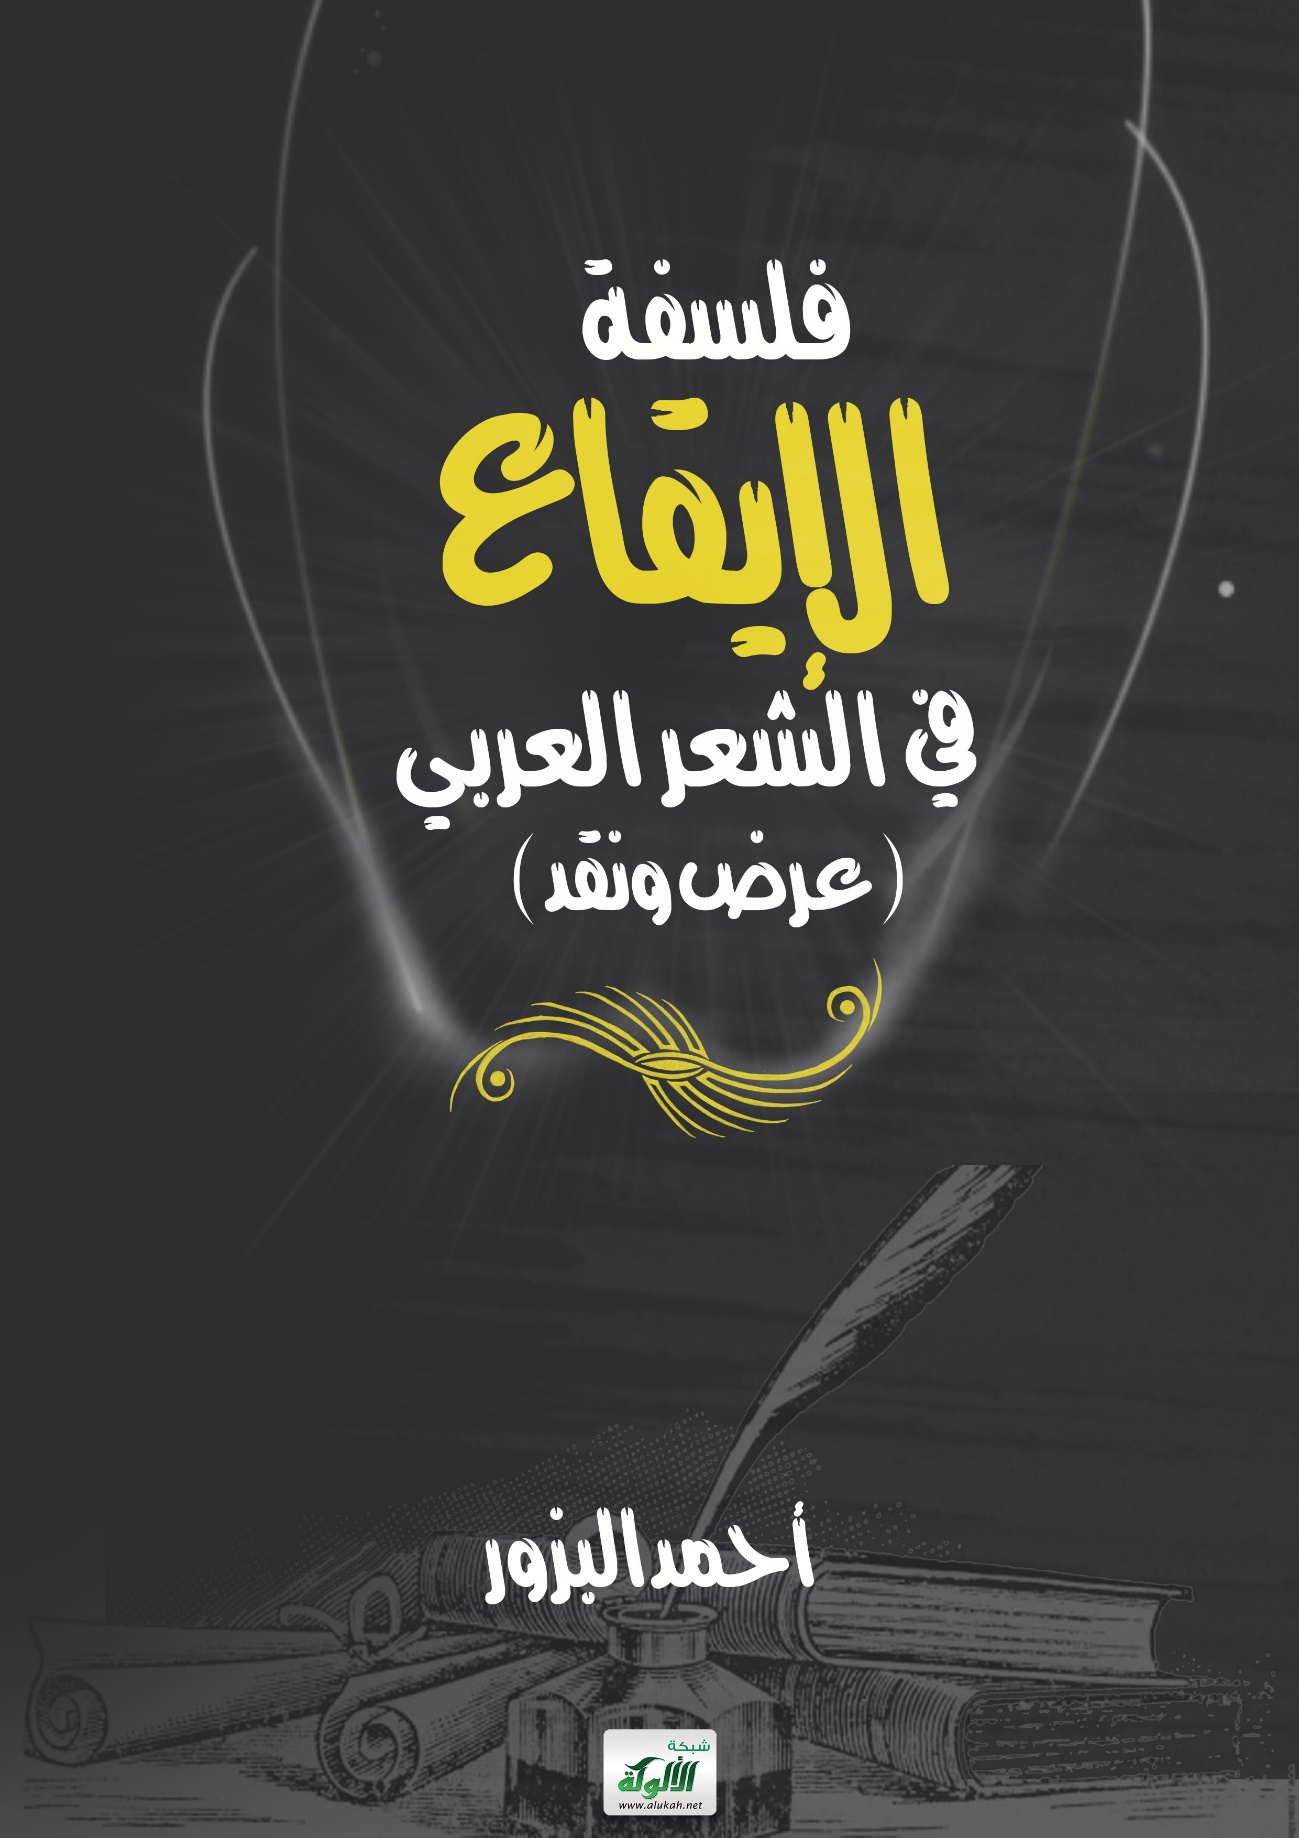 فلسفة
الإيقاع
في الشعر العربي
(عرض ونقد)
أحمد البزور
شبكة
الألوكة
www.alukah.net